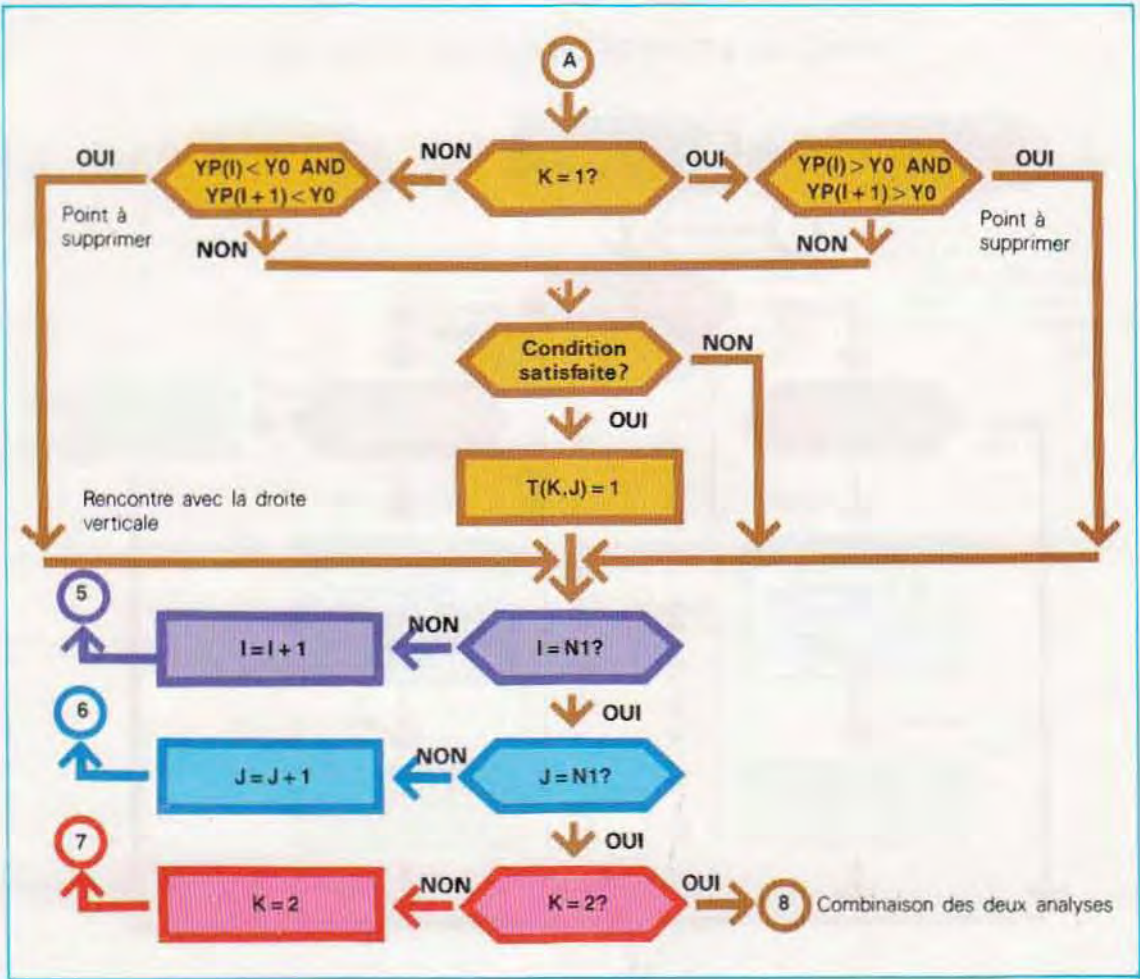 A
OUI
YP(I) < Y0 AND
YP(I + 1) < Y0
NON
K = 1?
OUI
YP(I) > Y0 AND
YP(I + 1) > Y0
OUI
Point à
supprimer
NON
NON
Point à
supprimer
Condition
satisfaite?
NON
OUI
T(K,J) = 1
Rencontre avec la droite
verticale
5
I = I + 1
NON
I = N1?
OUI
6
J = J + 1
NON
J = N1?
OUI
7
K = 2
NON
K = 2?
OUI
8
Combinaison des deux analyses